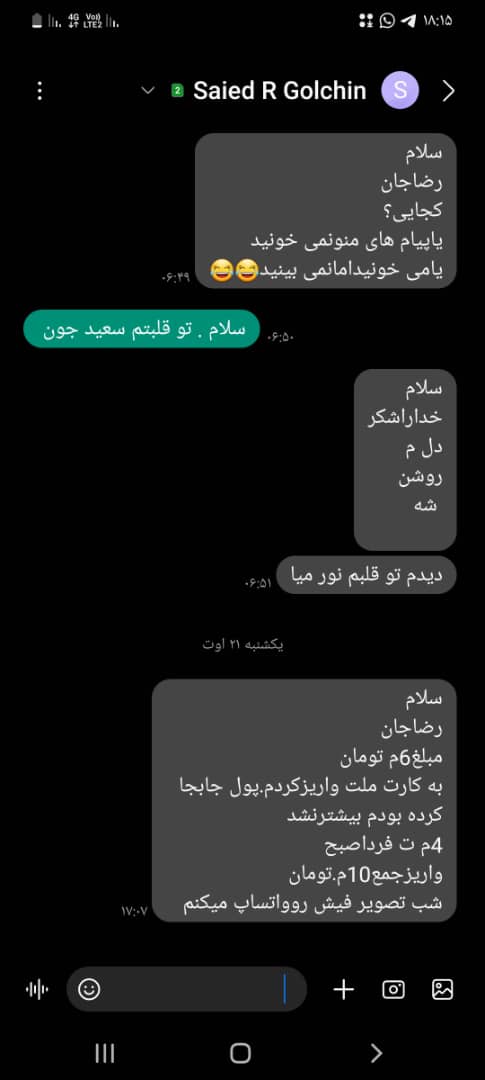 ۱۸:۱۵
4G
Vo)) LTE2
Saied R Golchin
2
S
سلام
رضاجان
کجایی؟
یاپیام های منونمی خونید
یامی خونیدامانمی بینید😂😂
۰۶:۴۹
سلام . تو قلبتم سعید جون
۰۶:۵۰
سلام
خداراشکر
دل م
روشن
شه
دیدم تو قلبم نور میا
۰۶:۵۱
یکشنبه ۲۱ اوت
سلام
رضاجان
مبلغ6م تومان
به کارت ملت واریزکردم.پول جابجا
کرده بودم بیشترنشد
4م ت فرداصبح
واریزجمع10م.تومان
شب تصویر فیش روواتساپ میکنم
۱۷:۰۷